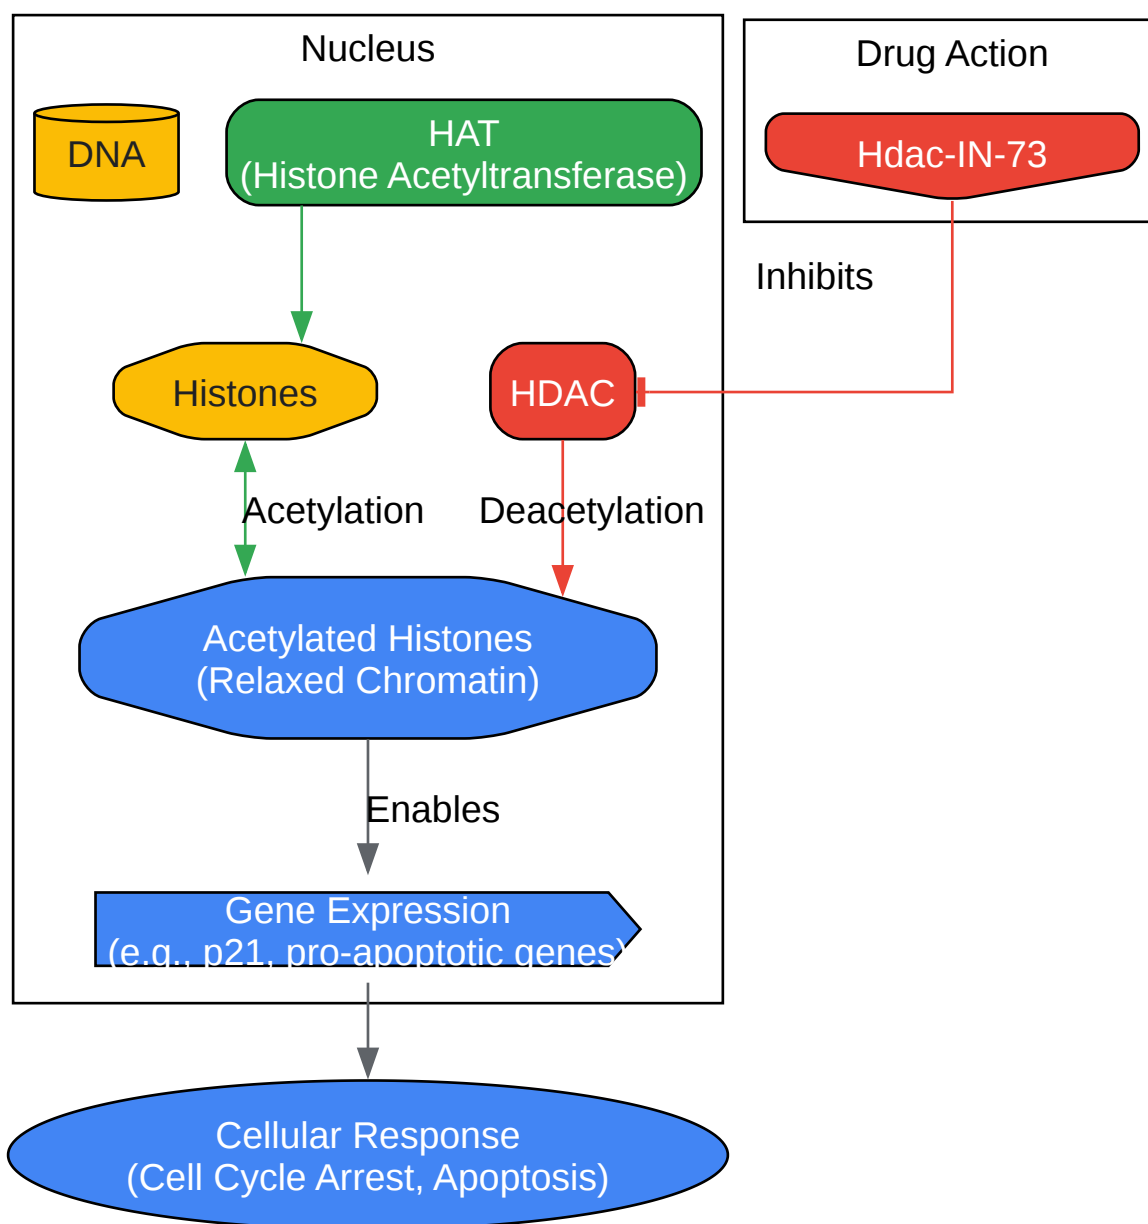 Nucleus
Drug Action
DNA
HAT
(Histone Acetyltransferase)
Hdac-IN-73
Inhibits
Histones
HDAC
Acetylation
Deacetylation
Acetylated Histones
(Relaxed Chromatin)
Enables
Gene Expression
(e.g., p21, pro-apoptotic genes)
Cellular Response
(Cell Cycle Arrest, Apoptosis)